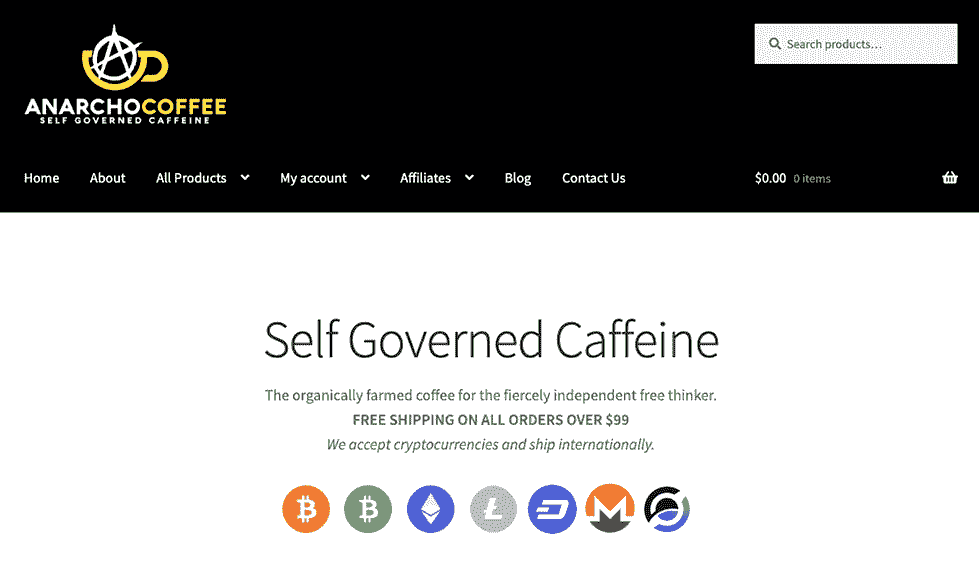 ANARCHOCOFFEE
SELF GOVERNED CAFFEINE
Search products…
Home About All Products My account Affiliates Blog Contact Us $0.00 0 items
Self Governed Caffeine
The organically farmed coffee for the fiercely independent free thinker.
FREE SHIPPING ON ALL ORDERS OVER $99
We accept cryptocurrencies and ship internationally.